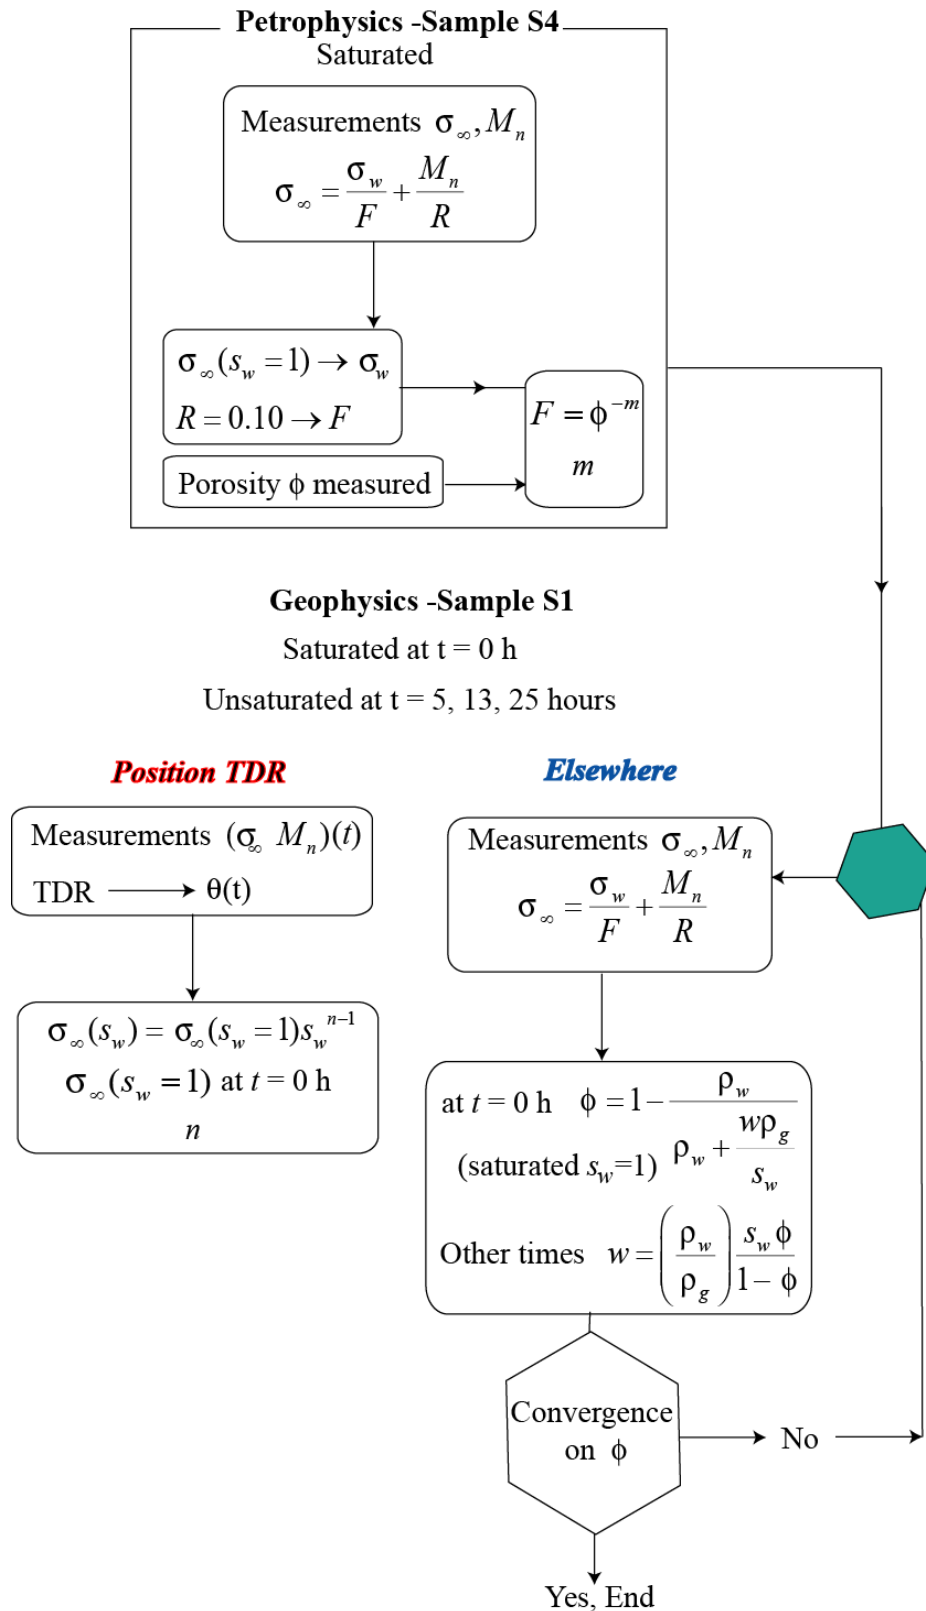 Petrophysics -Sample S4
Saturated
Measurements σ∞, Mn
σ∞ = σw/F + Mn/R
σ∞(sw = 1) → σw
R = 0.10 → F
Porosity ϕ measured
F = ϕ^−m
m
Geophysics -Sample S1
Saturated at t = 0 h
Unsaturated at t = 5, 13, 25 hours
Position TDR
Measurements (σ∞ Mn)(t)
TDR ⟶ θ(t)
σ∞(sw) = σ∞(sw = 1)sw^n−1
σ∞(sw = 1) at t = 0 h
n
Elsewhere
Measurements σ∞, Mn
σ∞ = σw/F + Mn/R
at t = 0 h ϕ = 1 − ρw/(ρw + wρg/sw)
(saturated sw=1)
Other times w = (ρw/ρg) swϕ/(1 − ϕ)
Convergence
on ϕ
No
Yes, End